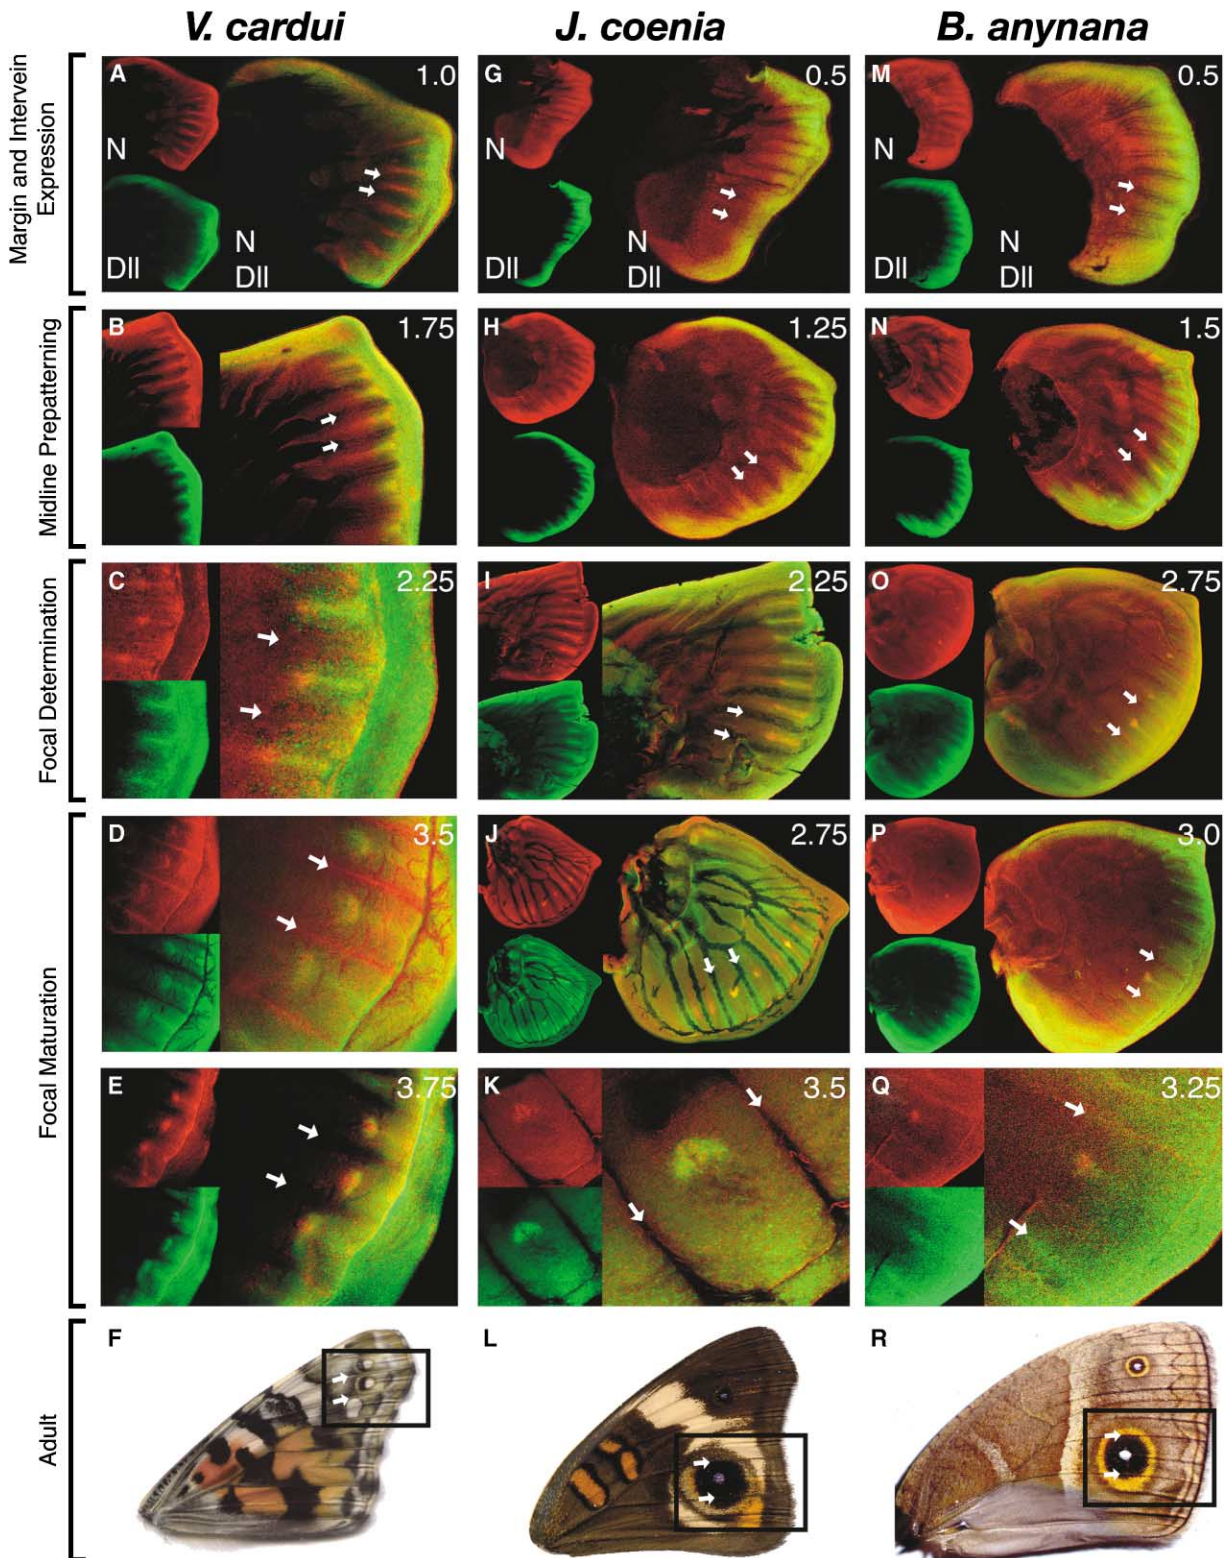 V. cardui
J. coenia
B. anynana
Margin and Intervein
Expression
A
1.0
N
Dll
N
Dll
G
0.5
N
Dll
N
Dll
M
0.5
N
Dll
N
Dll
Midline Prepatterning
B
1.75
H
1.25
N
1.5
Focal Determination
C
2.25
I
2.25
O
2.75
Focal Maturation
D
3.5
J
2.75
P
3.0
E
3.75
K
3.5
Q
3.25
Adult
F
L
R